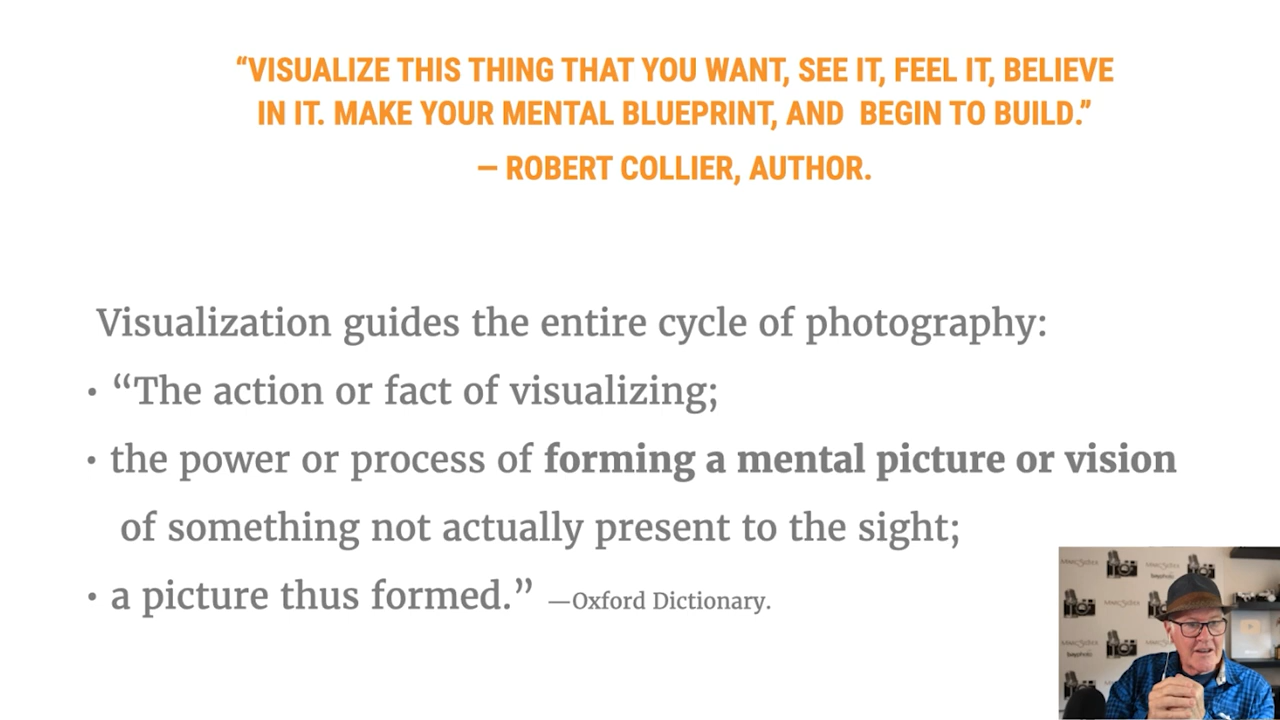 “VISUALIZE THIS THING THAT YOU WANT, SEE IT, FEEL IT, BELIEVE
IN IT. MAKE YOUR MENTAL BLUEPRINT, AND BEGIN TO BUILD.”
— ROBERT COLLIER, AUTHOR.
Visualization guides the entire cycle of photography:
• “The action or fact of visualizing;
• the power or process of forming a mental picture or vision
of something not actually present to the sight;
• a picture thus formed.” —Oxford Dictionary.